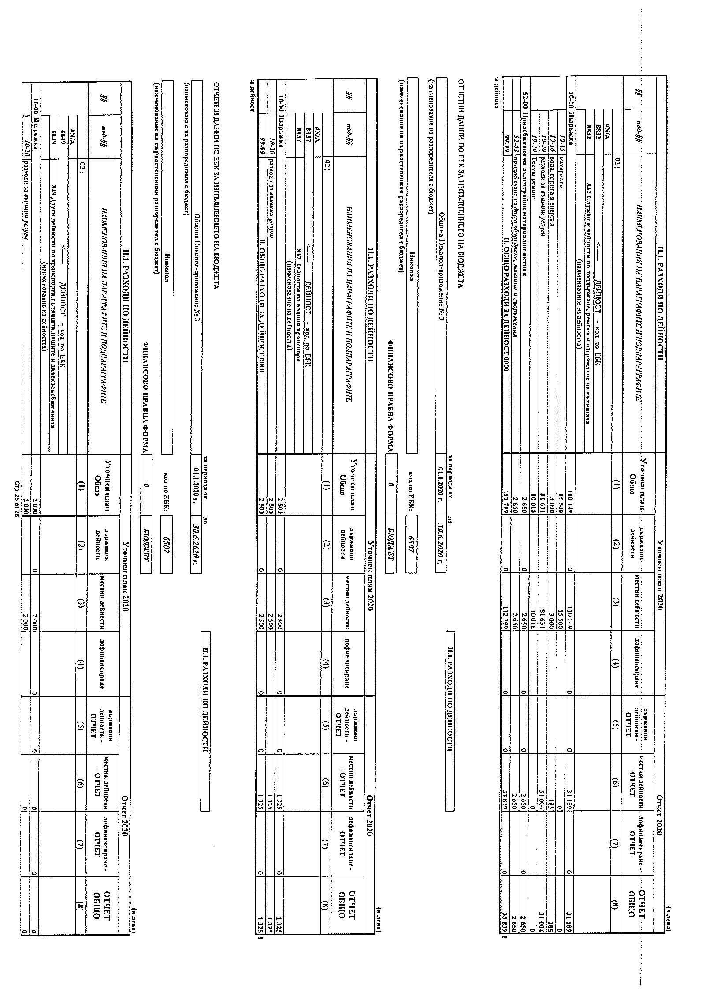 (в лева)
II.1. РАЗХОДИ ПО ДЕЙНОСТИ Уточнен план 2020 Отчет 2020
§§ под-§§ НАИМЕНОВАНИЯ НА ПАРАГРАФИТЕ И ПОДПАРАГРАФИТЕ Уточнен план Общо държавни дейности местни дейности дофинансиране държавни дейности - ОТЧЕТ местни дейности - ОТЧЕТ дофинансиране - ОТЧЕТ ОТЧЕТ ОБЩО
02 (1) (2) (3) (4) (5) (6) (7) (8)
#N/A
8832 <------ ДЕЙНОСТ - код по ЕБК
8832 832 Служби и дейности по поддържане, ремонт и изграждане на пътищата
(наименование на дейността)
10-00 Издръжка 110 149 0 110 149 0 0 31 189 0 31 189
10-15 материали 15 500 15 500 0 0
10-16 вода, горива и енергия 3 000 3 000 185 185
10-20 разходи за външни услуги 81 631 81 631 31 004 31 004
10-30 Текущ ремонт 10 018 10 018 0 0
52-00 Придобиване на дълготрайни материални активи 2 650 0 2 650 0 0 2 650 0 2 650
52-03 придобиване на друго оборудване, машини и съоръжения 2 650 2 650 2 650 2 650
99-99 II. ОБЩО РАЗХОДИ ЗА ДЕЙНОСТ 0000 112 799 0 112 799 0 0 33 839 0 33 839 8
за дейност
ОТЧЕТНИ ДАННИ ПО ЕБК ЗА ИЗПЪЛНЕНИЕТО НА БЮДЖЕТА
за периода от до II.1. РАЗХОДИ ПО ДЕЙНОСТИ
Община Никопол-приложение № 3 01.1.2020 г. 30.6.2020 г.
(наименование на разпоредителя с бюджет)
Никопол код по ЕБК: 6507
(наименование на първостепенния разпоредител с бюджет)
ФИНАНСОВО-ПРАВНА ФОРМА 0 БЮДЖЕТ
(в лева)
II.1. РАЗХОДИ ПО ДЕЙНОСТИ Уточнен план 2020 Отчет 2020
§§ под-§§ НАИМЕНОВАНИЯ НА ПАРАГРАФИТЕ И ПОДПАРАГРАФИТЕ Уточнен план Общо държавни дейности местни дейности дофинансиране държавни дейности - ОТЧЕТ местни дейности - ОТЧЕТ дофинансиране - ОТЧЕТ ОТЧЕТ ОБЩО
02 (1) (2) (3) (4) (5) (6) (7) (8)
#N/A
8837 <------ ДЕЙНОСТ - код по ЕБК
8837 837 Дейности по водния транспорт
(наименование на дейността)
10-00 Издръжка 2 500 0 2 500 0 0 1 325 0 1 325
10-20 разходи за външни услуги 2 500 2 500 1 325 1 325
99-99 II. ОБЩО РАЗХОДИ ЗА ДЕЙНОСТ 0000 2 500 0 2 500 0 0 1 325 0 1 325 8
за дейност
ОТЧЕТНИ ДАННИ ПО ЕБК ЗА ИЗПЪЛНЕНИЕТО НА БЮДЖЕТА
за периода от до II.1. РАЗХОДИ ПО ДЕЙНОСТИ
Община Никопол-приложение № 3 01.1.2020 г. 30.6.2020 г.
(наименование на разпоредителя с бюджет)
Никопол код по ЕБК: 6507
(наименование на първостепенния разпоредител с бюджет)
ФИНАНСОВО-ПРАВНА ФОРМА 0 БЮДЖЕТ
(в лева)
II.1. РАЗХОДИ ПО ДЕЙНОСТИ Уточнен план 2020 Отчет 2020
§§ под-§§ НАИМЕНОВАНИЯ НА ПАРАГРАФИТЕ И ПОДПАРАГРАФИТЕ Уточнен план Общо държавни дейности местни дейности дофинансиране държавни дейности - ОТЧЕТ местни дейности - ОТЧЕТ дофинансиране - ОТЧЕТ ОТЧЕТ ОБЩО
02 (1) (2) (3) (4) (5) (6) (7) (8)
#N/A
8849 <------ ДЕЙНОСТ - код по ЕБК
8849 849 Други дейности по транспорта,пътищата,пощите и далекосъобщенията
(наименование на дейността)
10-00 Издръжка 2 000 0 2 000 0 0 0 0 0
10-20 разходи за външни услуги 2 000 2 000 0 0
Стр. 25 от 28